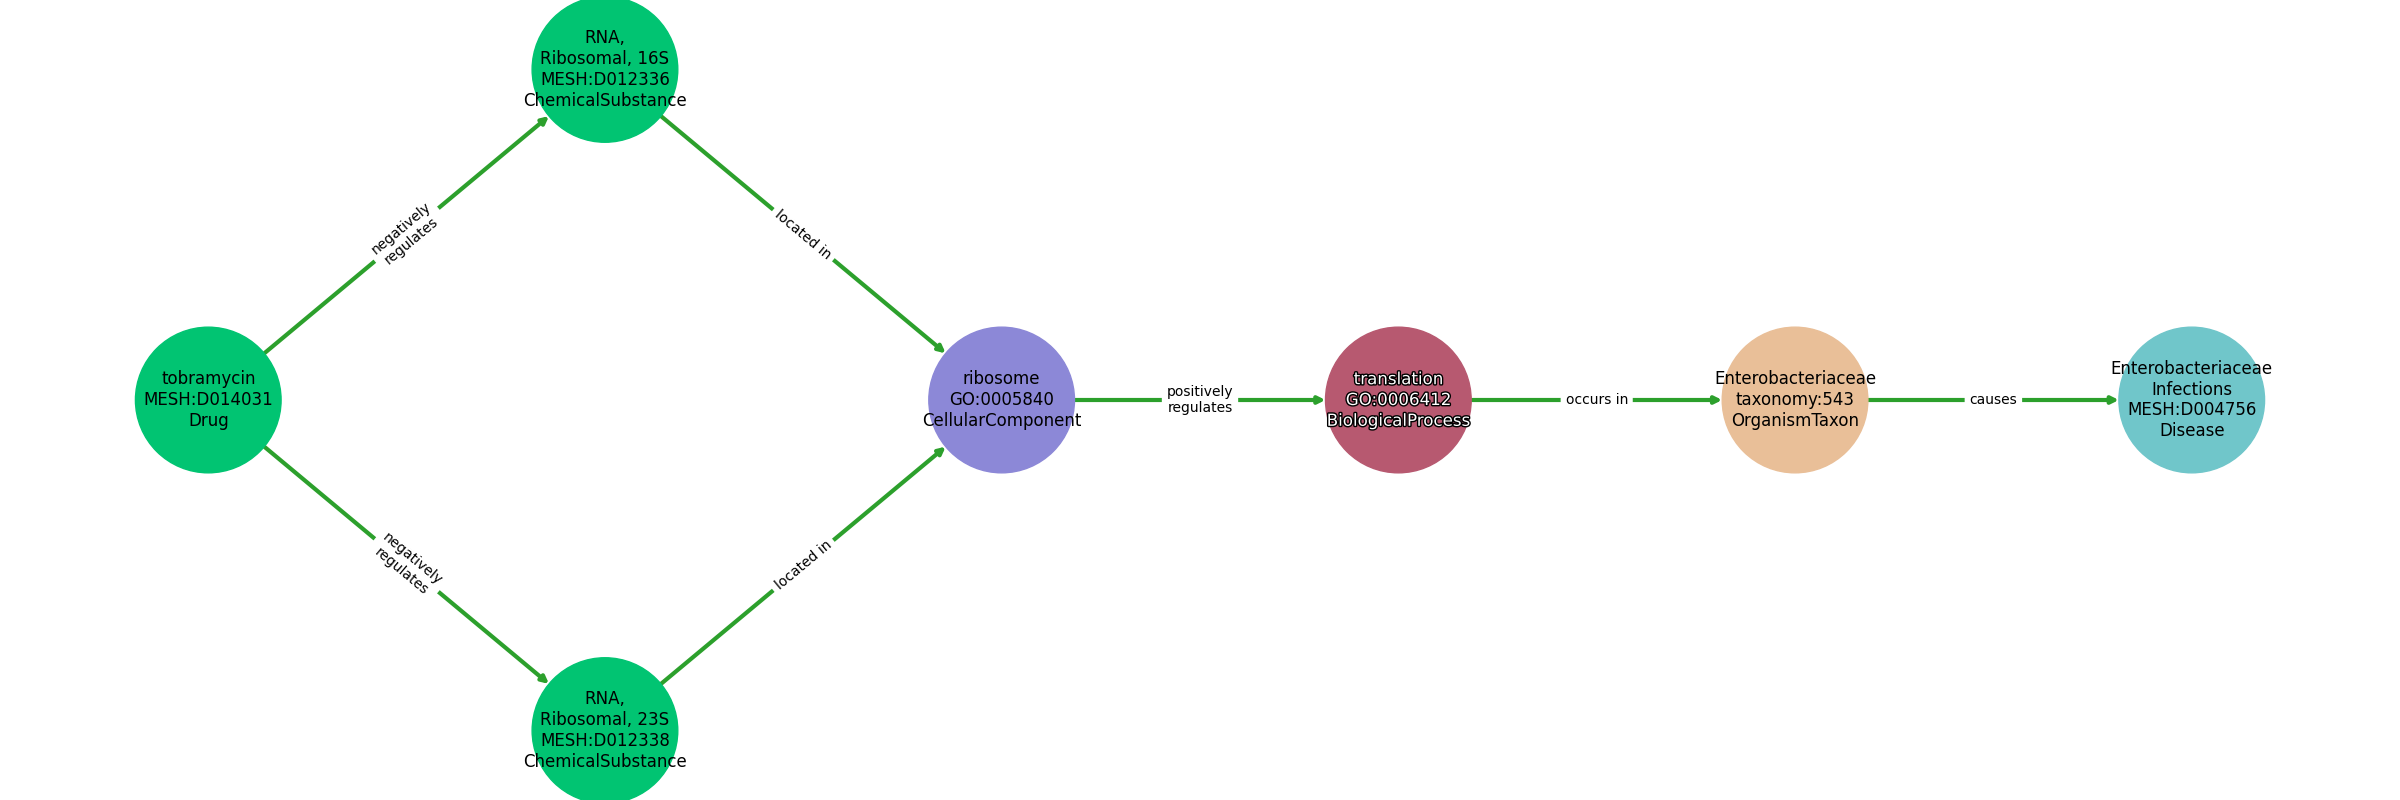 RNA,
Ribosomal, 16S
MESH:D012336
ChemicalSubstance
negatively
regulates
located in
tobramycin
MESH:D014031
Drug
ribosome
GO:0005840
CellularComponent
positively
regulates
translation
GO:0006412
BiologicalProcess
occurs in
Enterobacteriaceae
taxonomy:543
OrganismTaxon
causes
Enterobacteriaceae
Infections
MESH:D004756
Disease
negatively
regulates
located in
RNA,
Ribosomal, 23S
MESH:D012338
ChemicalSubstance